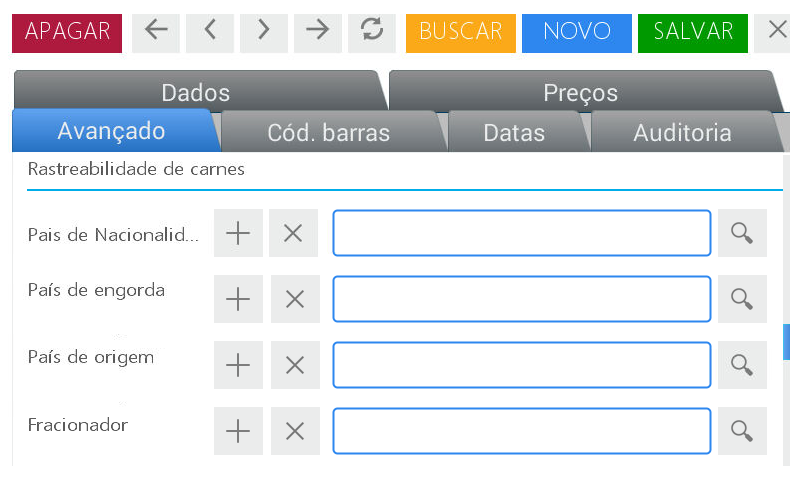 APAGAR BUSCAR NOVO SALVAR
Dados Preços
Avançado Cód. barras Datas Auditoria
Rastreabilidade de carnes
Pais de Nacionalid...
País de engorda
País de origem
Fracionador